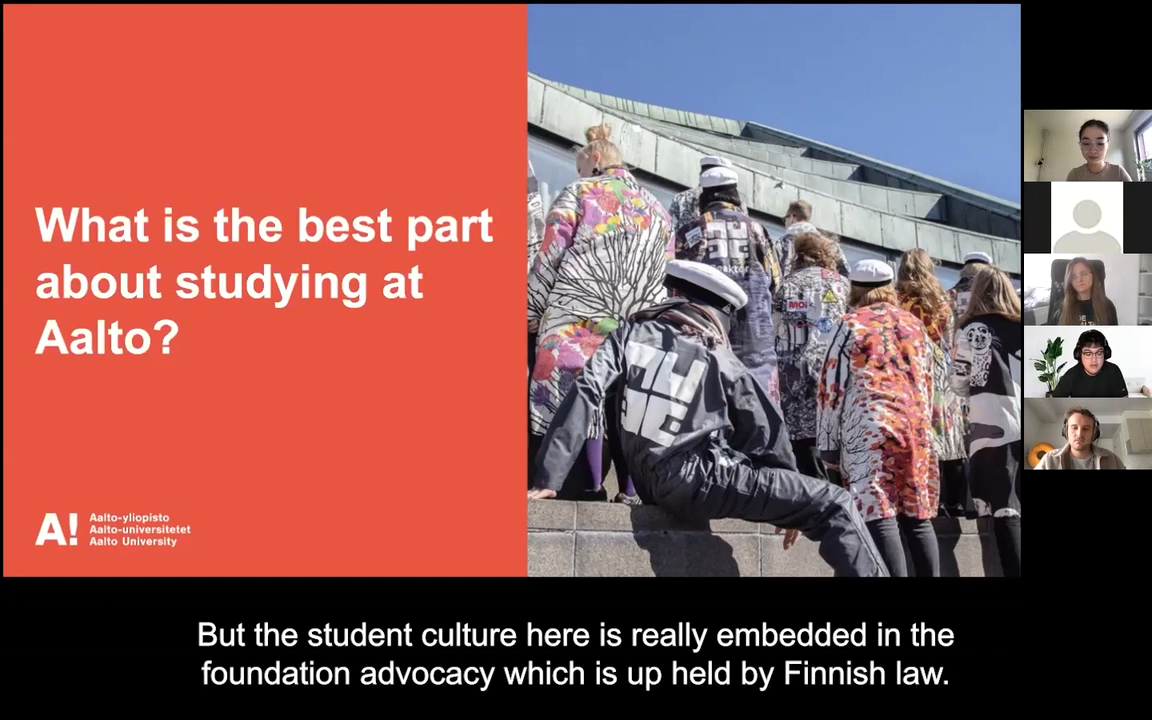 What is the best part
about studying at
Aalto?
A!
Aalto-yliopisto
Aalto-universitetet
Aalto University
But the student culture here is really embedded in the
foundation advocacy which is up held by Finnish law.